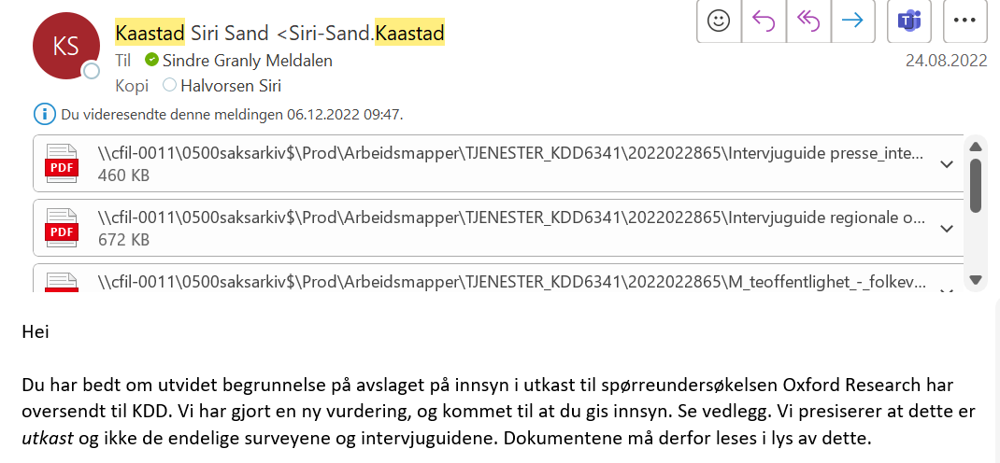 KS
Kaastad Siri Sand <Siri-Sand.Kaastad
Til Sindre Granly Meldalen
24.08.2022
Kopi Halvorsen Siri
Du videresendte denne meldingen 06.12.2022 09:47.
PDF
\\cfil-0011\0500saksarkiv$\Prod\Arbeidsmapper\TJENESTER_KDD6341\2022022865\Intervjuguide presse_inte...
460 KB
PDF
\\cfil-0011\0500saksarkiv$\Prod\Arbeidsmapper\TJENESTER_KDD6341\2022022865\Intervjuguide regionale o...
672 KB
PDF
\\cfil-0011\0500saksarkiv$\Prod\Arbeidsmapper\TJENESTER_KDD6341\2022022865\M_teoffentlighet_-_folkev...
Hei
Du har bedt om utvidet begrunnelse på avslaget på innsyn i utkast til spørreundersøkelsen Oxford Research har
oversendt til KDD. Vi har gjort en ny vurdering, og kommet til at du gis innsyn. Se vedlegg. Vi presiserer at dette er
utkast og ikke de endelige surveyene og intervjuguidene. Dokumentene må derfor leses i lys av dette.